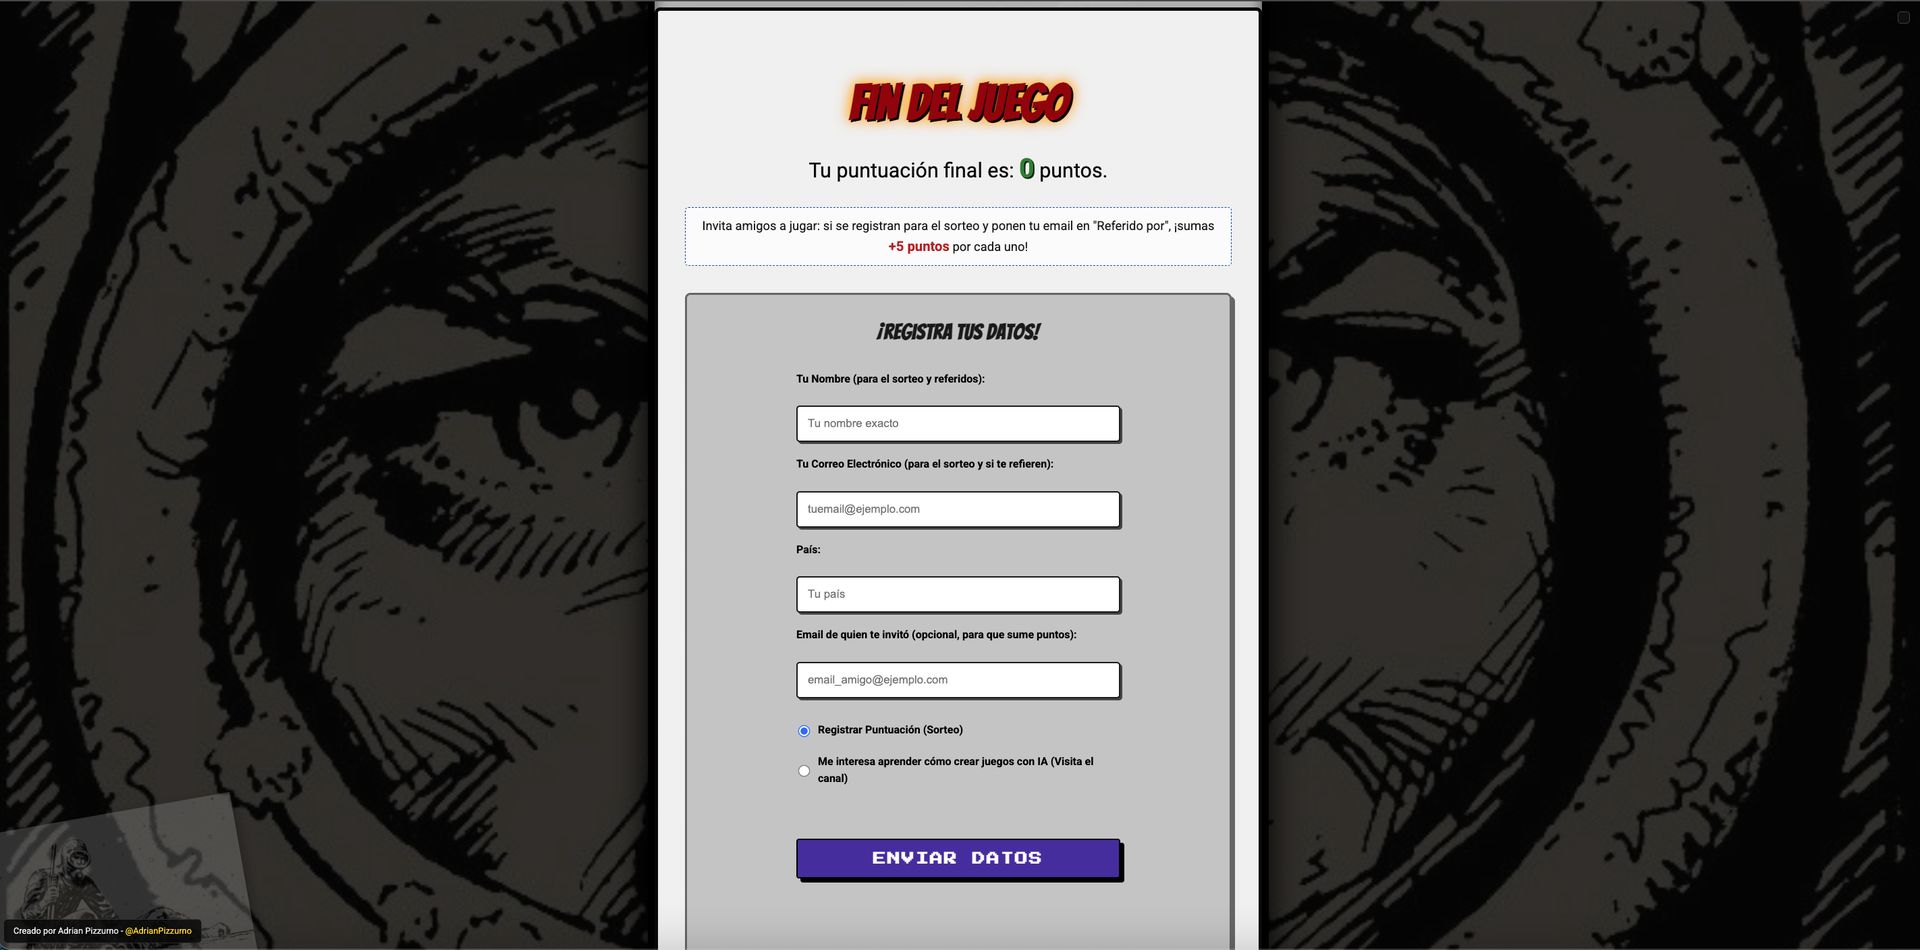 FIN DEL JUEGO
Tu puntuación final es: 0 puntos.
Invita amigos a jugar: si se registran para el sorteo y ponen tu email en "Referido por", ¡sumas
+5 puntos por cada uno!
¡REGISTRA TUS DATOS!
Tu Nombre (para el sorteo y referidos):
Tu nombre exacto
Tu Correo Electrónico (para el sorteo y si te refieren):
tuemail@ejemplo.com
País:
Tu país
Email de quien te invitó (opcional, para que sume puntos):
email_amigo@ejemplo.com
Registrar Puntuación (Sorteo)
Me interesa aprender cómo crear juegos con IA (Visita el
canal)
ENVIAR DATOS
Creado por Adrian Pizzurno - @AdrianPizzurno